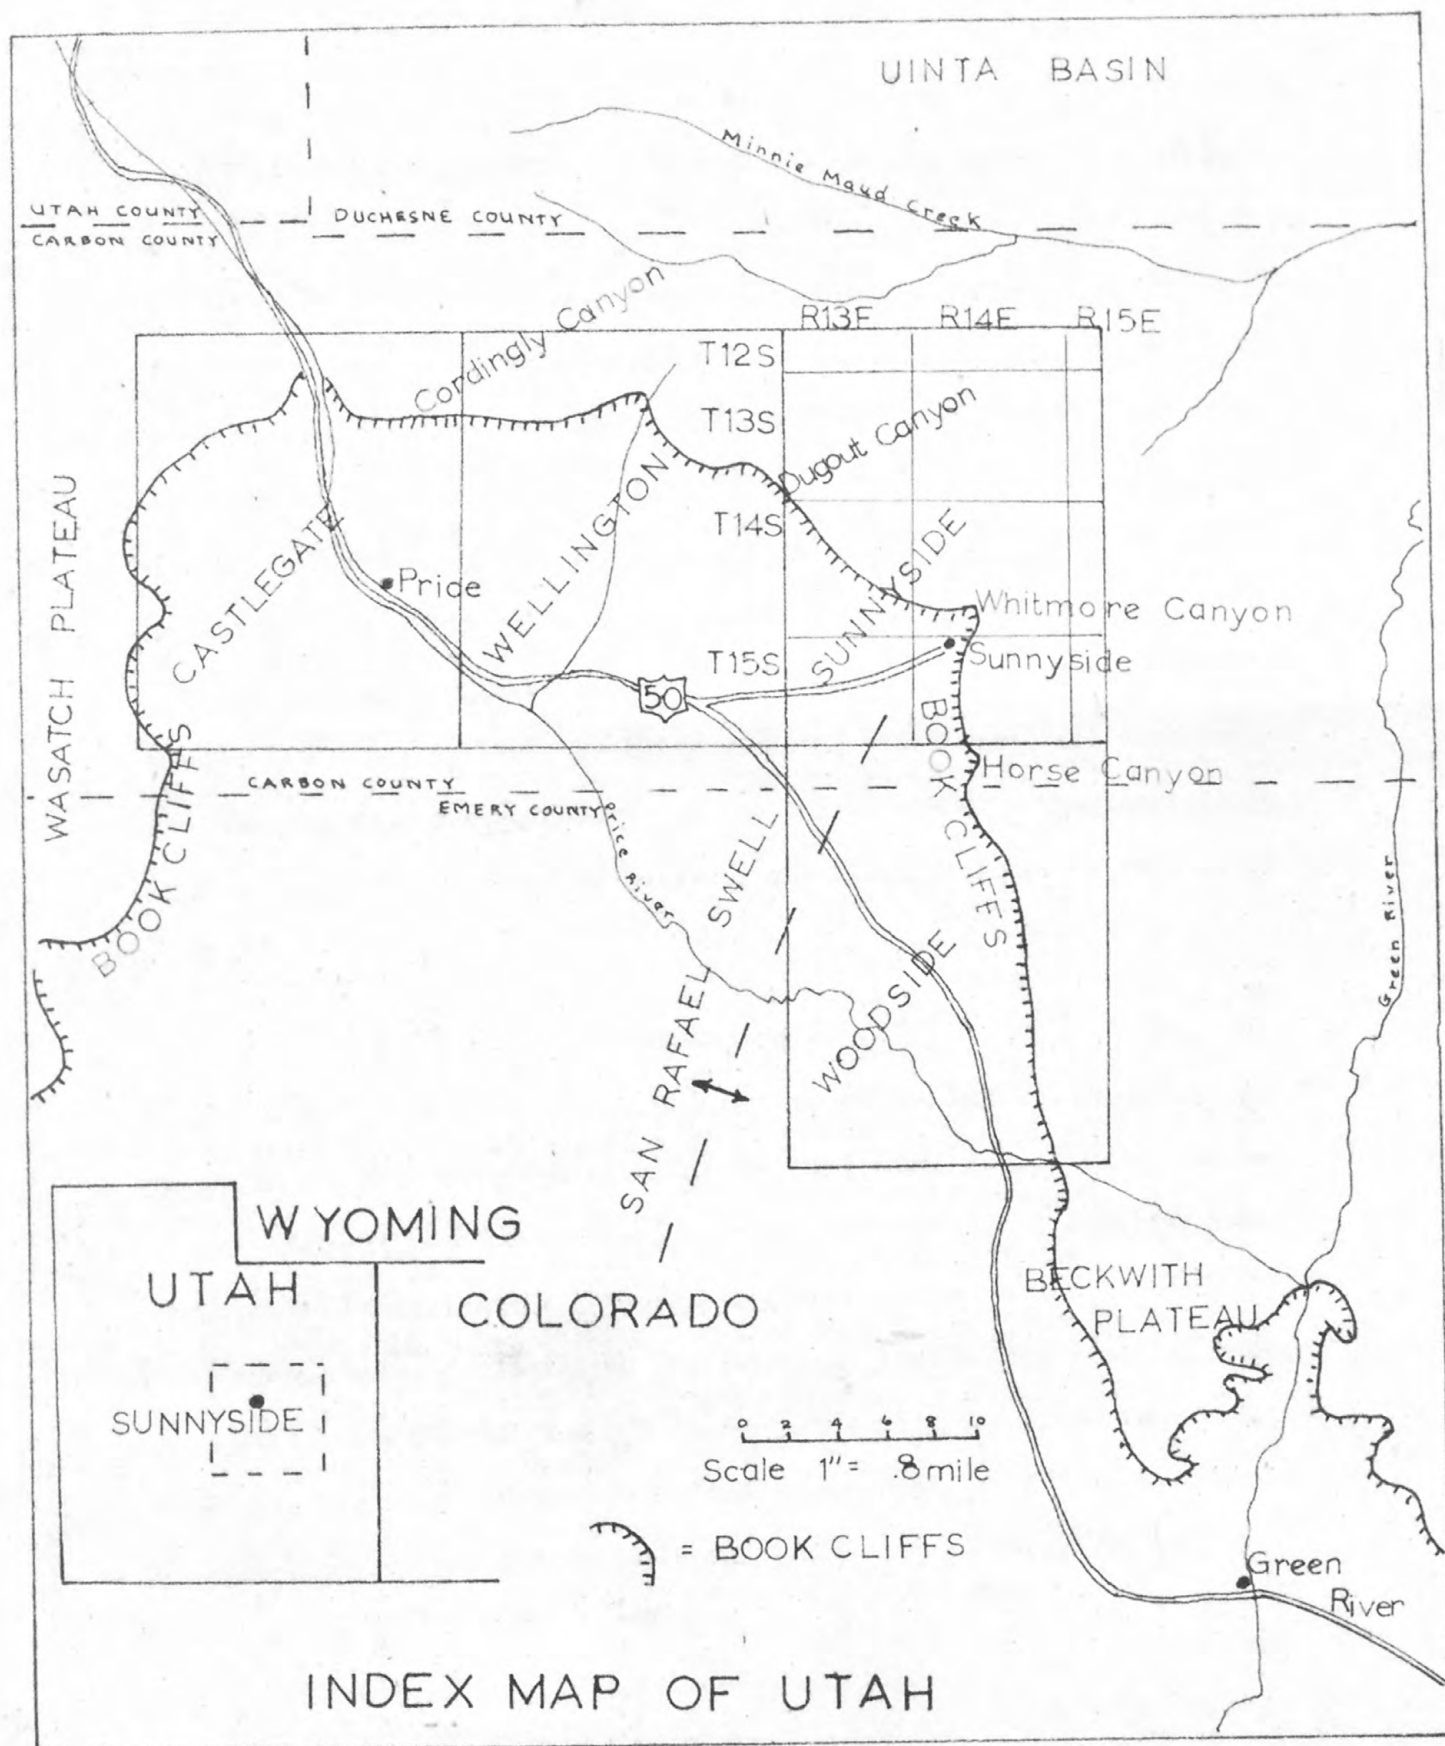 UINTA BASIN
Minnie Maud Creek
UTAH COUNTY
DUCHESNE COUNTY
CARBON COUNTY
Cordingly Canyon
R13E R14E R15E
T12S
T13S
Dugout Canyon
T14S
WASATCH PLATEAU
CASTLEGATE
WELLINGTON
SUNNYSIDE
Price
Whitmore Canyon
T15S
Sunnyside
50
BOOK CLIFFS
Horse Canyon
CARBON COUNTY
EMERY COUNTY
Price River
SAN RAFAEL SWELL
BOOK CLIFFS
WOODSIDE
Green River
WYOMING
UTAH
COLORADO
SUNNYSIDE
BECKWITH
PLATEAU
0 2 4 6 8 10
Scale 1"= .8mile
= BOOK CLIFFS
Green
River
INDEX MAP OF UTAH